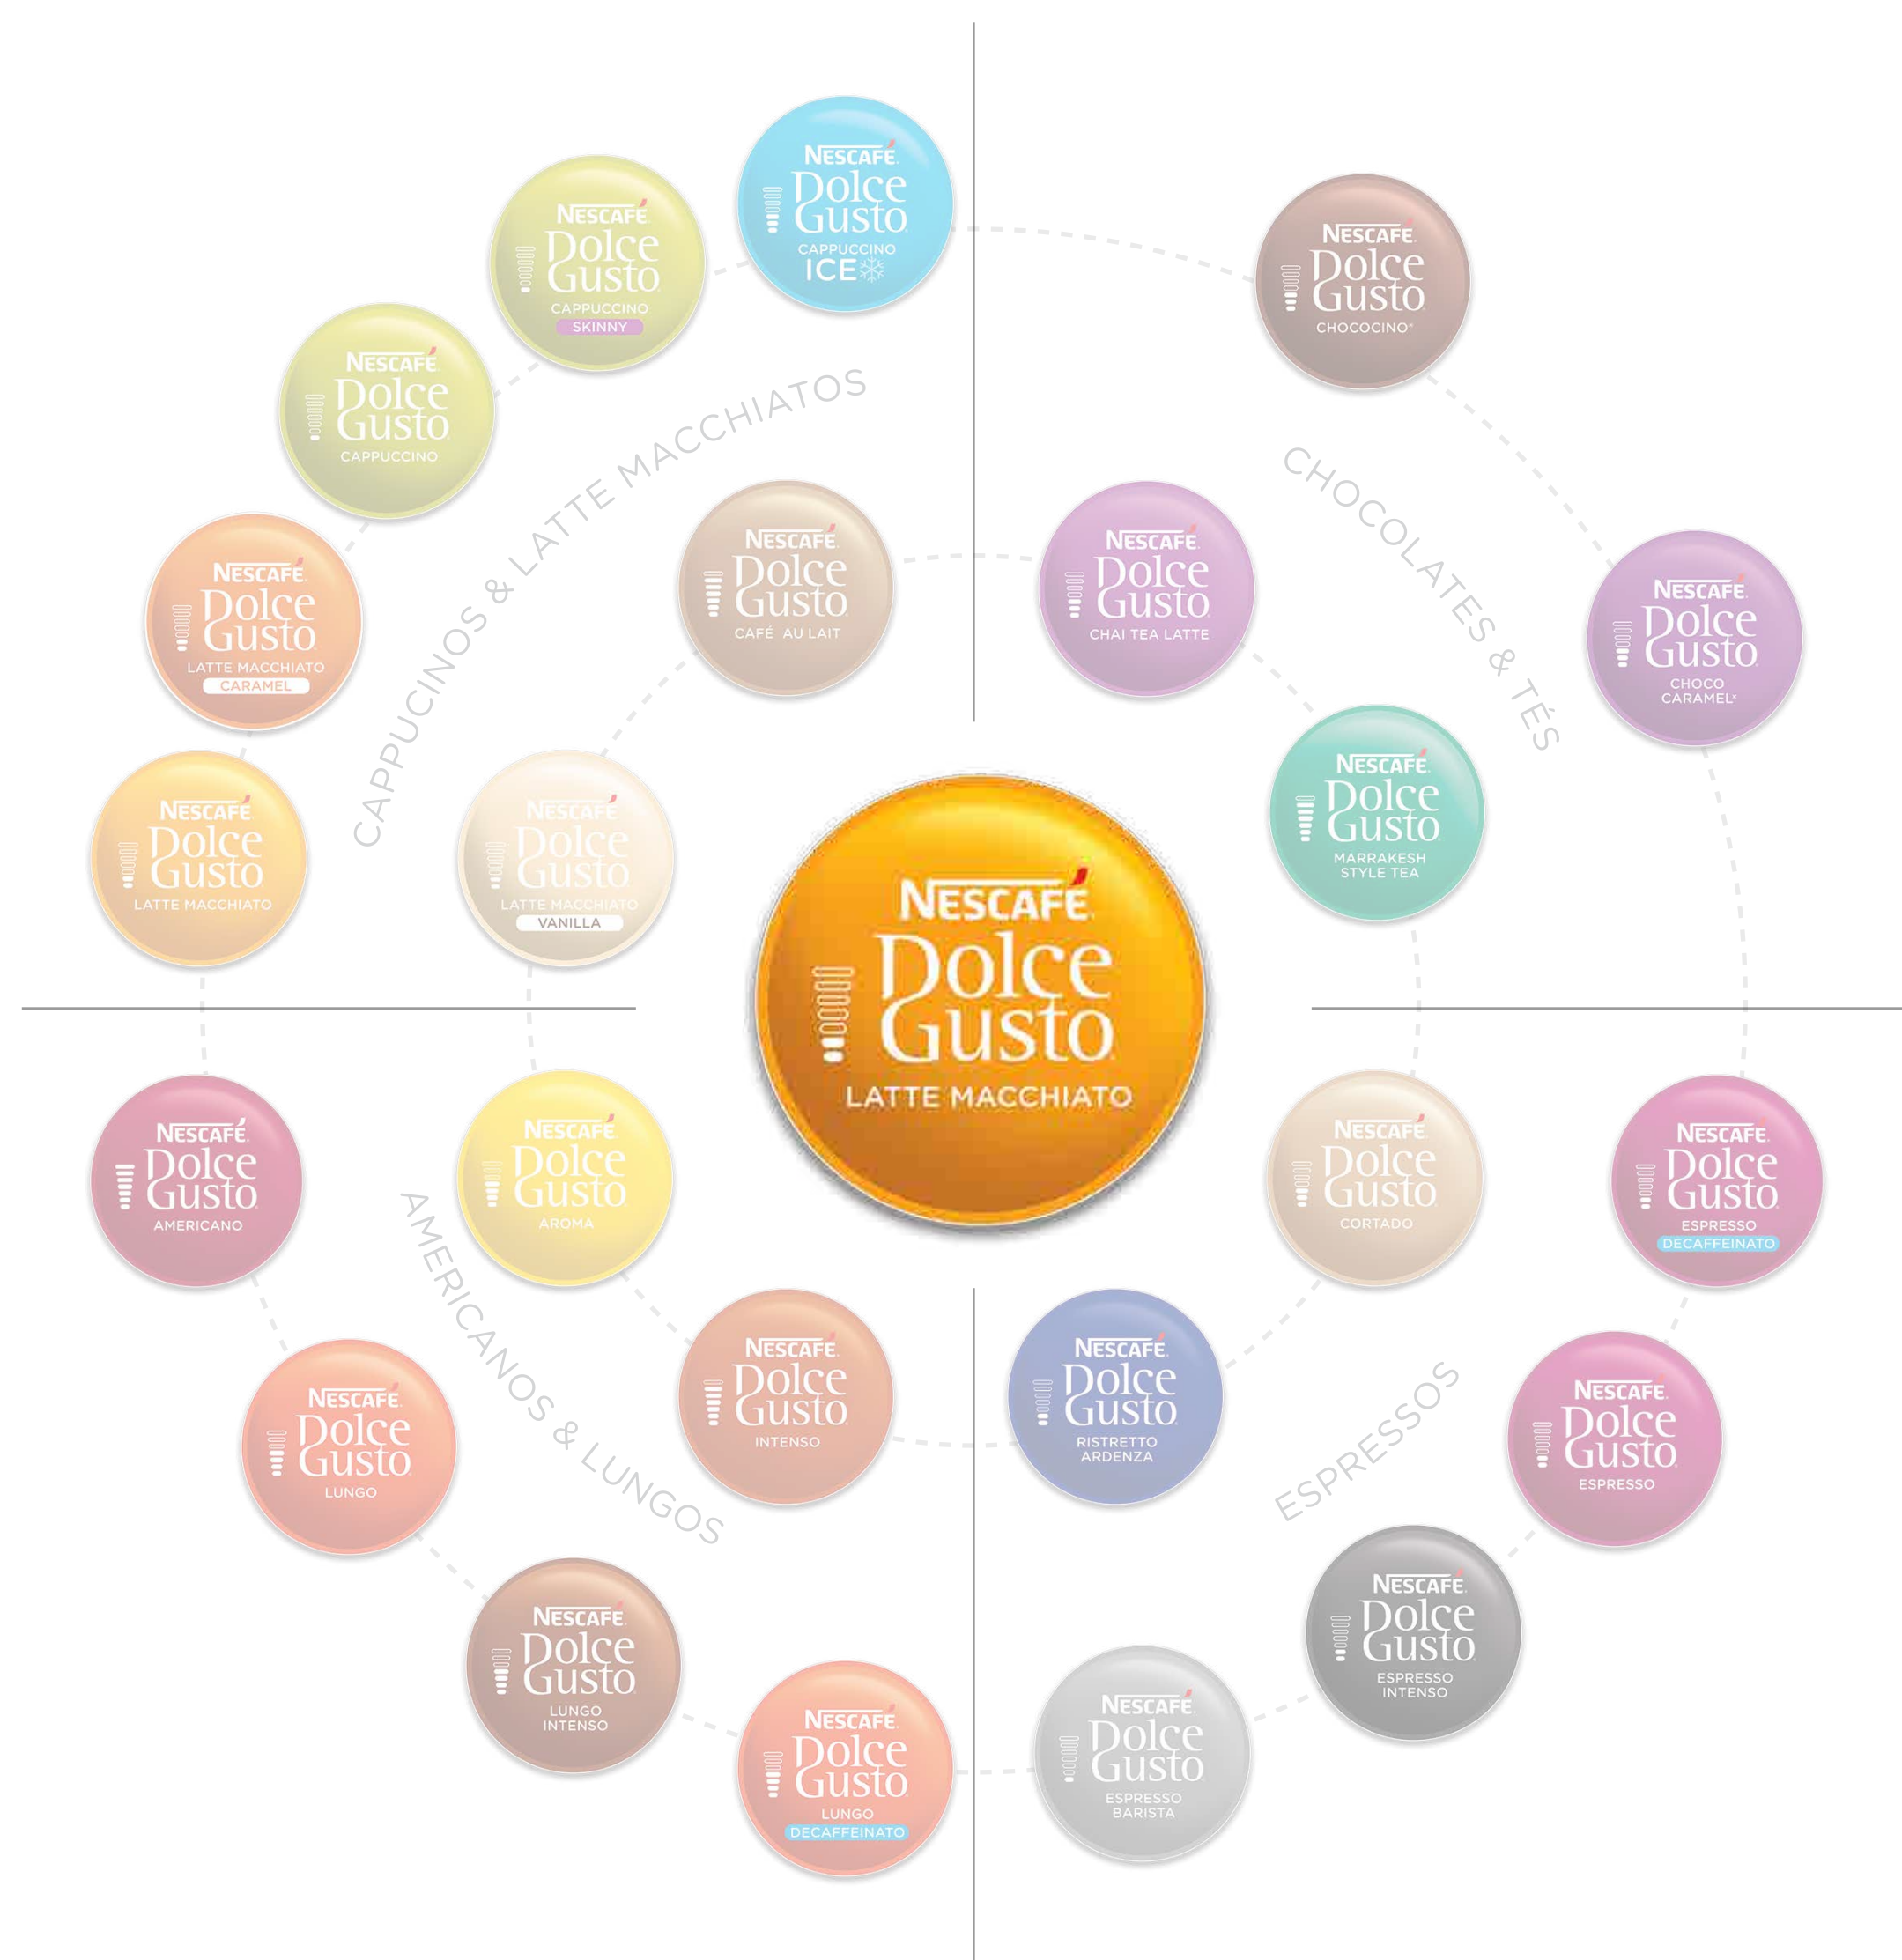 NESCAFÉ
Dolce
Gusto
CAPPUCCINO
ICE
NESCAFÉ
Dolce
Gusto
CAPPUCCINO
SKINNY
NESCAFÉ
Dolce
Gusto
CAPPUCCINO
NESCAFÉ
Dolce
Gusto
LATTE MACCHIATO
CARAMEL
NESCAFÉ
Dolce
Gusto
LATTE MACCHIATO
CAPPUCINOS & LATTE MACCHIATOS
NESCAFÉ
Dolce
Gusto
CAFÉ AU LAIT
NESCAFÉ
Dolce
Gusto
LATTE MACCHIATO
VANILLA
NESCAFÉ
Dolce
Gusto
CHOCOCINO®
NESCAFÉ
Dolce
Gusto
CHOCO
CARAMEL*
CHOCOLATES & TÉS
NESCAFÉ
Dolce
Gusto
CHAI TEA LATTE
NESCAFÉ
Dolce
Gusto
MARRAKESH
STYLE TEA
NESCAFÉ
Dolce
Gusto
LATTE MACCHIATO
NESCAFÉ
Dolce
Gusto
AMERICANO
NESCAFÉ
Dolce
Gusto
AROMA
AMERICANOS & LUNGOS
NESCAFÉ
Dolce
Gusto
INTENSO
NESCAFÉ
Dolce
Gusto
LUNGO
NESCAFÉ
Dolce
Gusto
LUNGO
INTENSO
NESCAFÉ
Dolce
Gusto
LUNGO
DECAFFEINATO
NESCAFÉ
Dolce
Gusto
CORTADO
NESCAFÉ
Dolce
Gusto
ESPRESSO
DECAFFEINATO
NESCAFÉ
Dolce
Gusto
RISTRETTO
ARDENZA
ESPRESSOS
NESCAFÉ
Dolce
Gusto
ESPRESSO
NESCAFÉ
Dolce
Gusto
ESPRESSO
INTENSO
NESCAFÉ
Dolce
Gusto
ESPRESSO
BARISTA